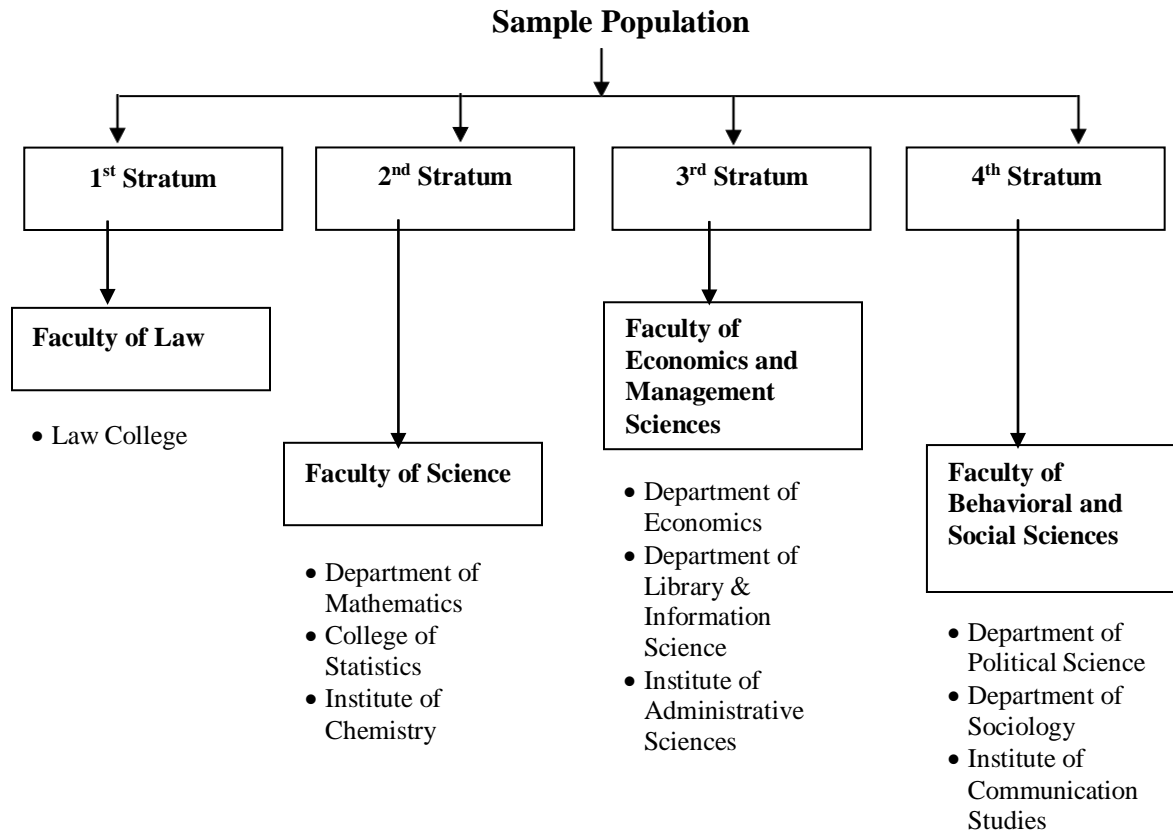 Sample Population
1st Stratum
2nd Stratum
3rd Stratum
4th Stratum
Faculty of Law
• Law College
Faculty of Science
• Department of
Mathematics
• College of
Statistics
• Institute of
Chemistry
Faculty of
Economics and
Management
Sciences
• Department of
Economics
• Department of
Library &
Information
Science
• Institute of
Administrative
Sciences
Faculty of
Behavioral and
Social Sciences
• Department of
Political Science
• Department of
Sociology
• Institute of
Communication
Studies